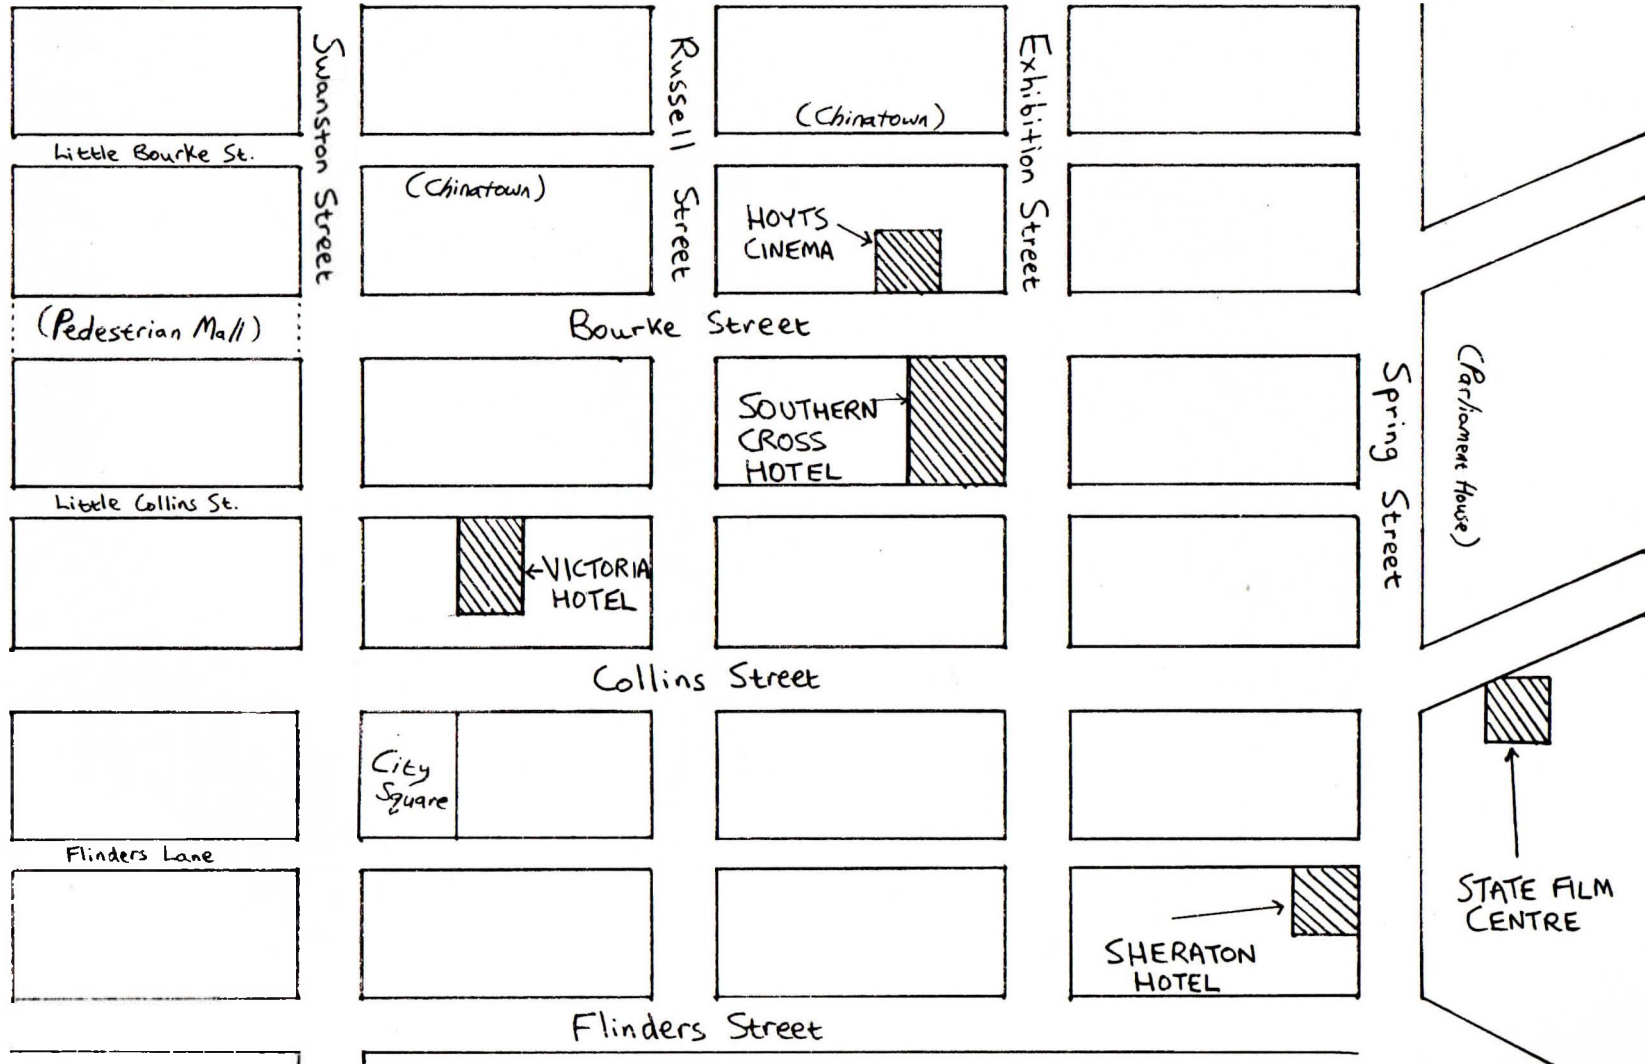 Swanston Street
Russell Street
Exhibition Street
(Chinatown)
Little Bourke St.
(Chinatown)
HOYTS
CINEMA
(Pedestrian Mall)
Bourke Street
SOUTHERN
CROSS
HOTEL
Spring Street
(Parliament House)
Little Collins St.
VICTORIA
HOTEL
Collins Street
City
Square
Flinders Lane
STATE FILM
CENTRE
SHERATON
HOTEL
Flinders Street